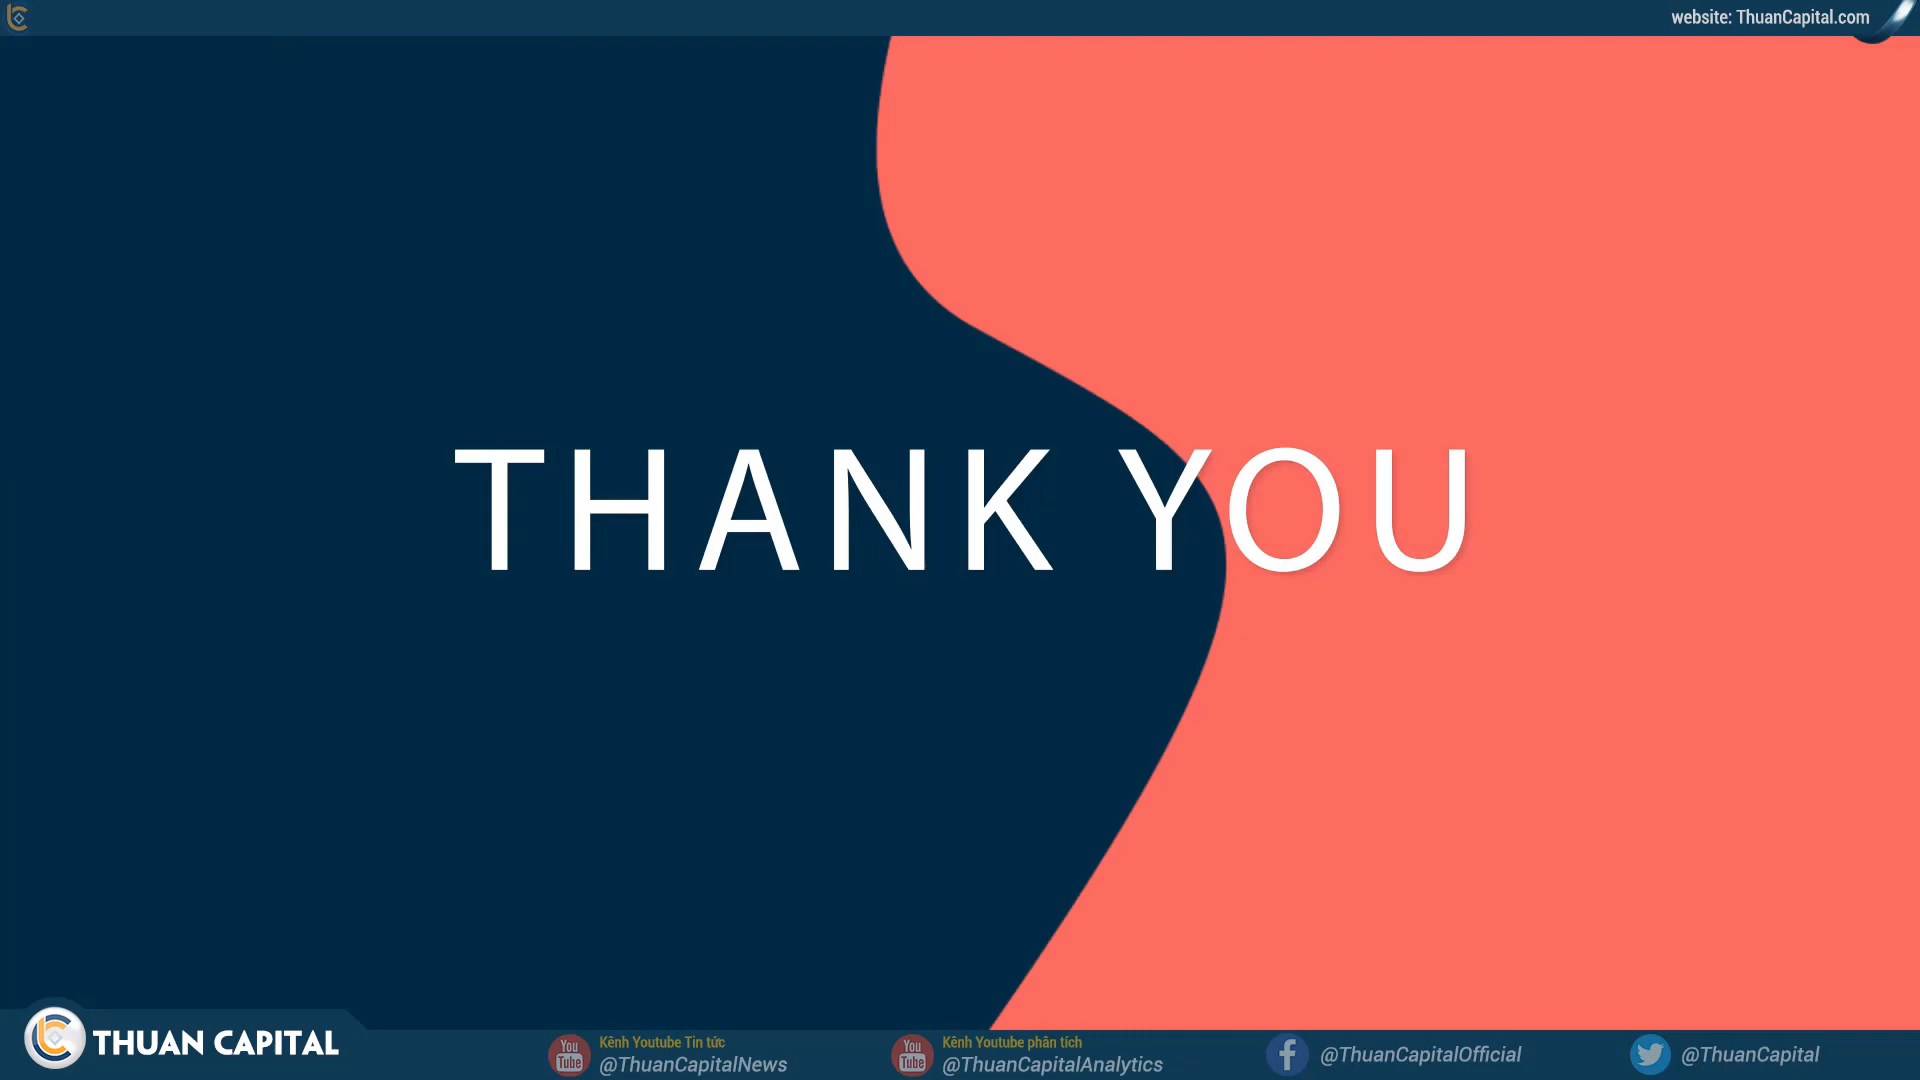 website: ThuanCapital.com
THANK YOU
THUAN CAPITAL
You
Tube
Kênh Youtube Tin tức
@ThuanCapitalNews
You
Tube
Kênh Youtube phân tích
@ThuanCapitalAnalytics
@ThuanCapitalOfficial
@ThuanCapital